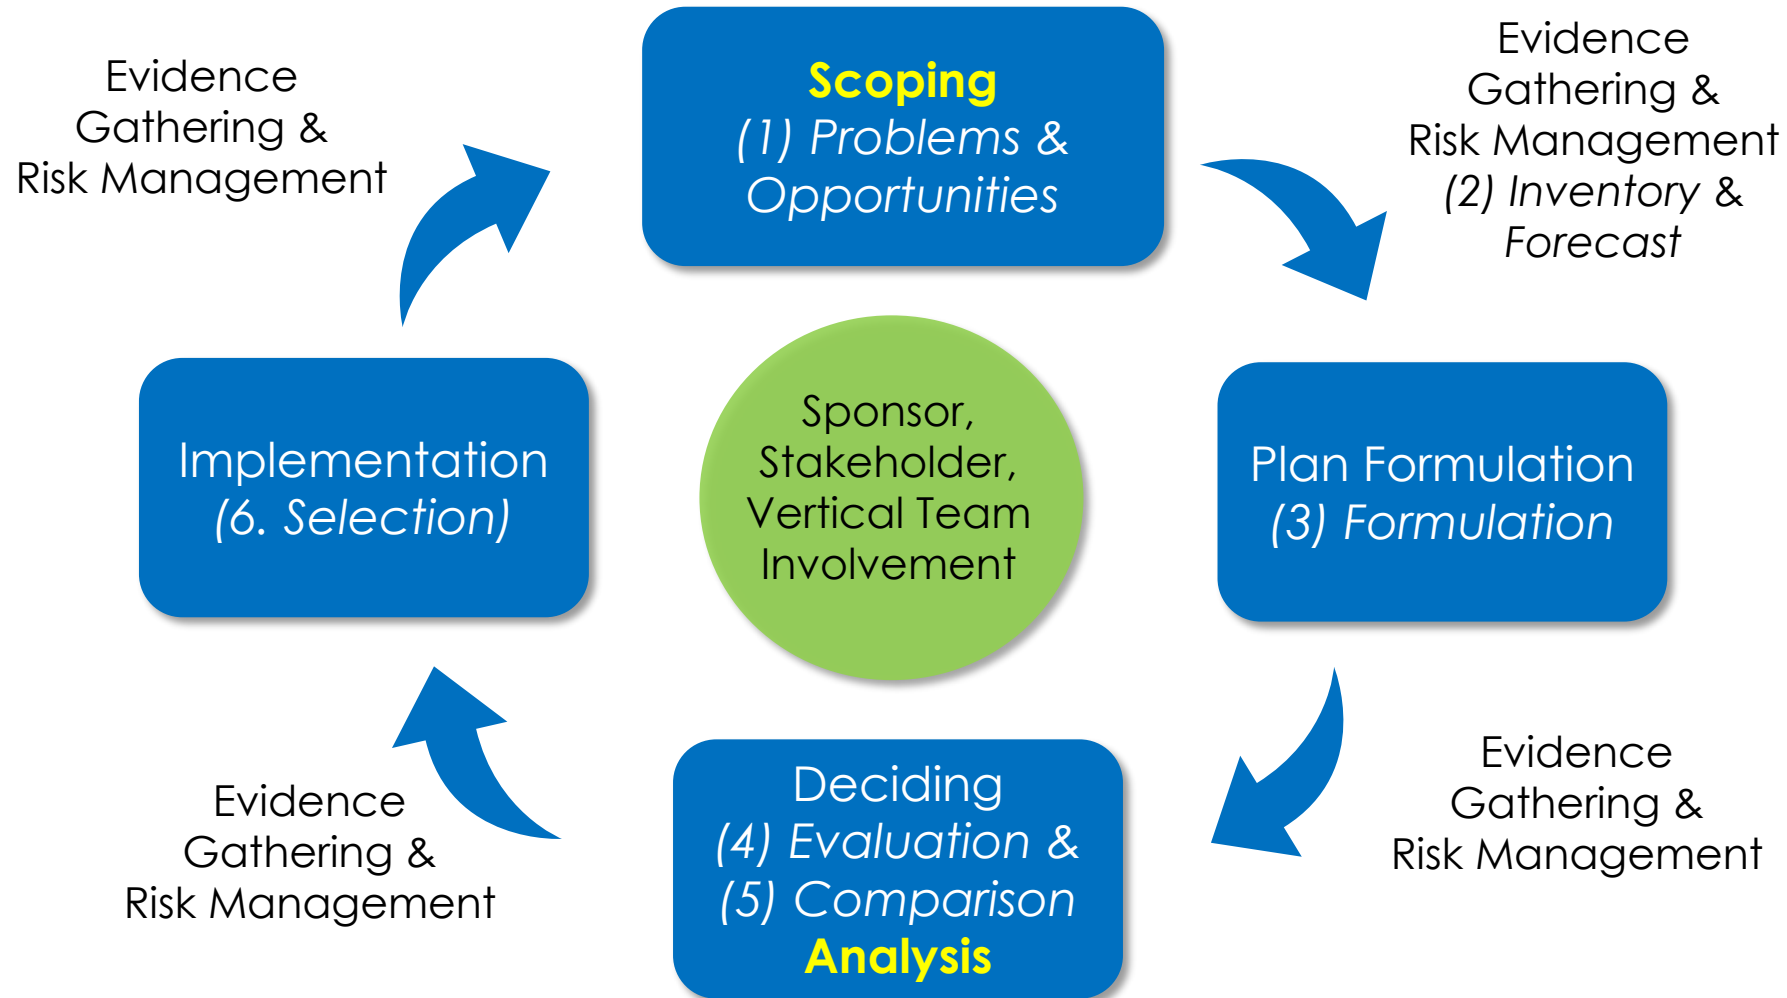 Evidence
Gathering &
Risk Management
Scoping
(1) Problems &
Opportunities
Evidence
Gathering &
Risk Management
(2) Inventory &
Forecast
Implementation
(6. Selection)
Sponsor,
Stakeholder,
Vertical Team
Involvement
Plan Formulation
(3) Formulation
Evidence
Gathering &
Risk Management
Deciding
(4) Evaluation &
(5) Comparison
Analysis
Evidence
Gathering &
Risk Management